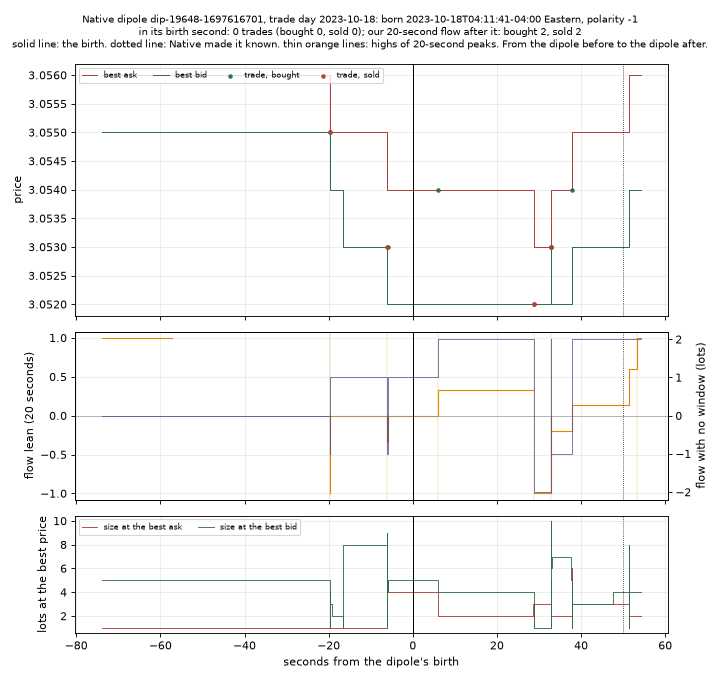 Native dipole dip-19648-1697616701, trade day 2023-10-18: born 2023-10-18T04:11:41-04:00 Eastern, polarity -1
in its birth second: 0 trades (bought 0, sold 0); our 20-second flow after it: bought 2, sold 2
solid line: the birth. dotted line: Native made it known. thin orange lines: highs of 20-second peaks. From the dipole before to the dipole after.
best ask best bid trade, bought trade, sold
3.0560
3.0555
3.0550
3.0545
3.0540
3.0535
3.0530
3.0525
3.0520
price
1.0
0.5
0.0
−0.5
−1.0
flow lean (20 seconds)
2
1
0
−1
−2
flow with no window (lots)
size at the best ask size at the best bid
10
8
6
4
2
lots at the best price
−80 −60 −40 −20 0 20 40 60
seconds from the dipole's birth